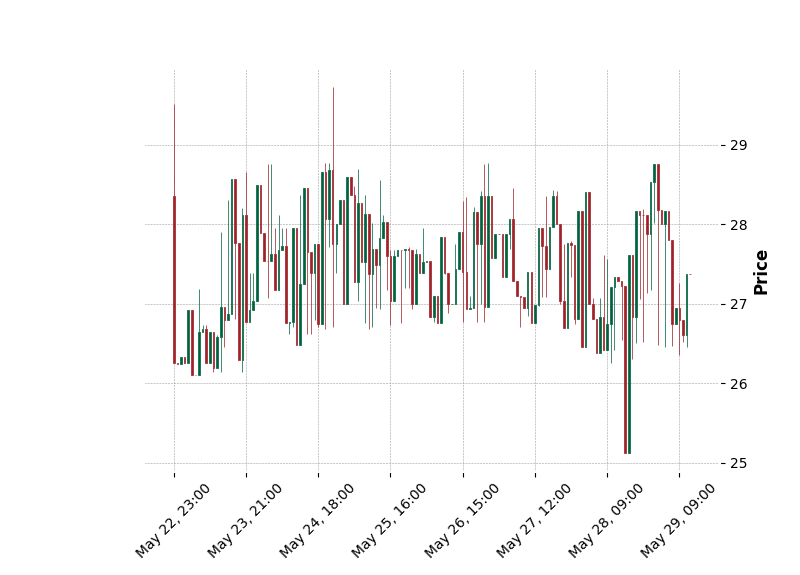 29
28
27
26
25
Price
May 22, 23:00
May 23, 21:00
May 24, 18:00
May 25, 16:00
May 26, 15:00
May 27, 12:00
May 28, 09:00
May 29, 09:00